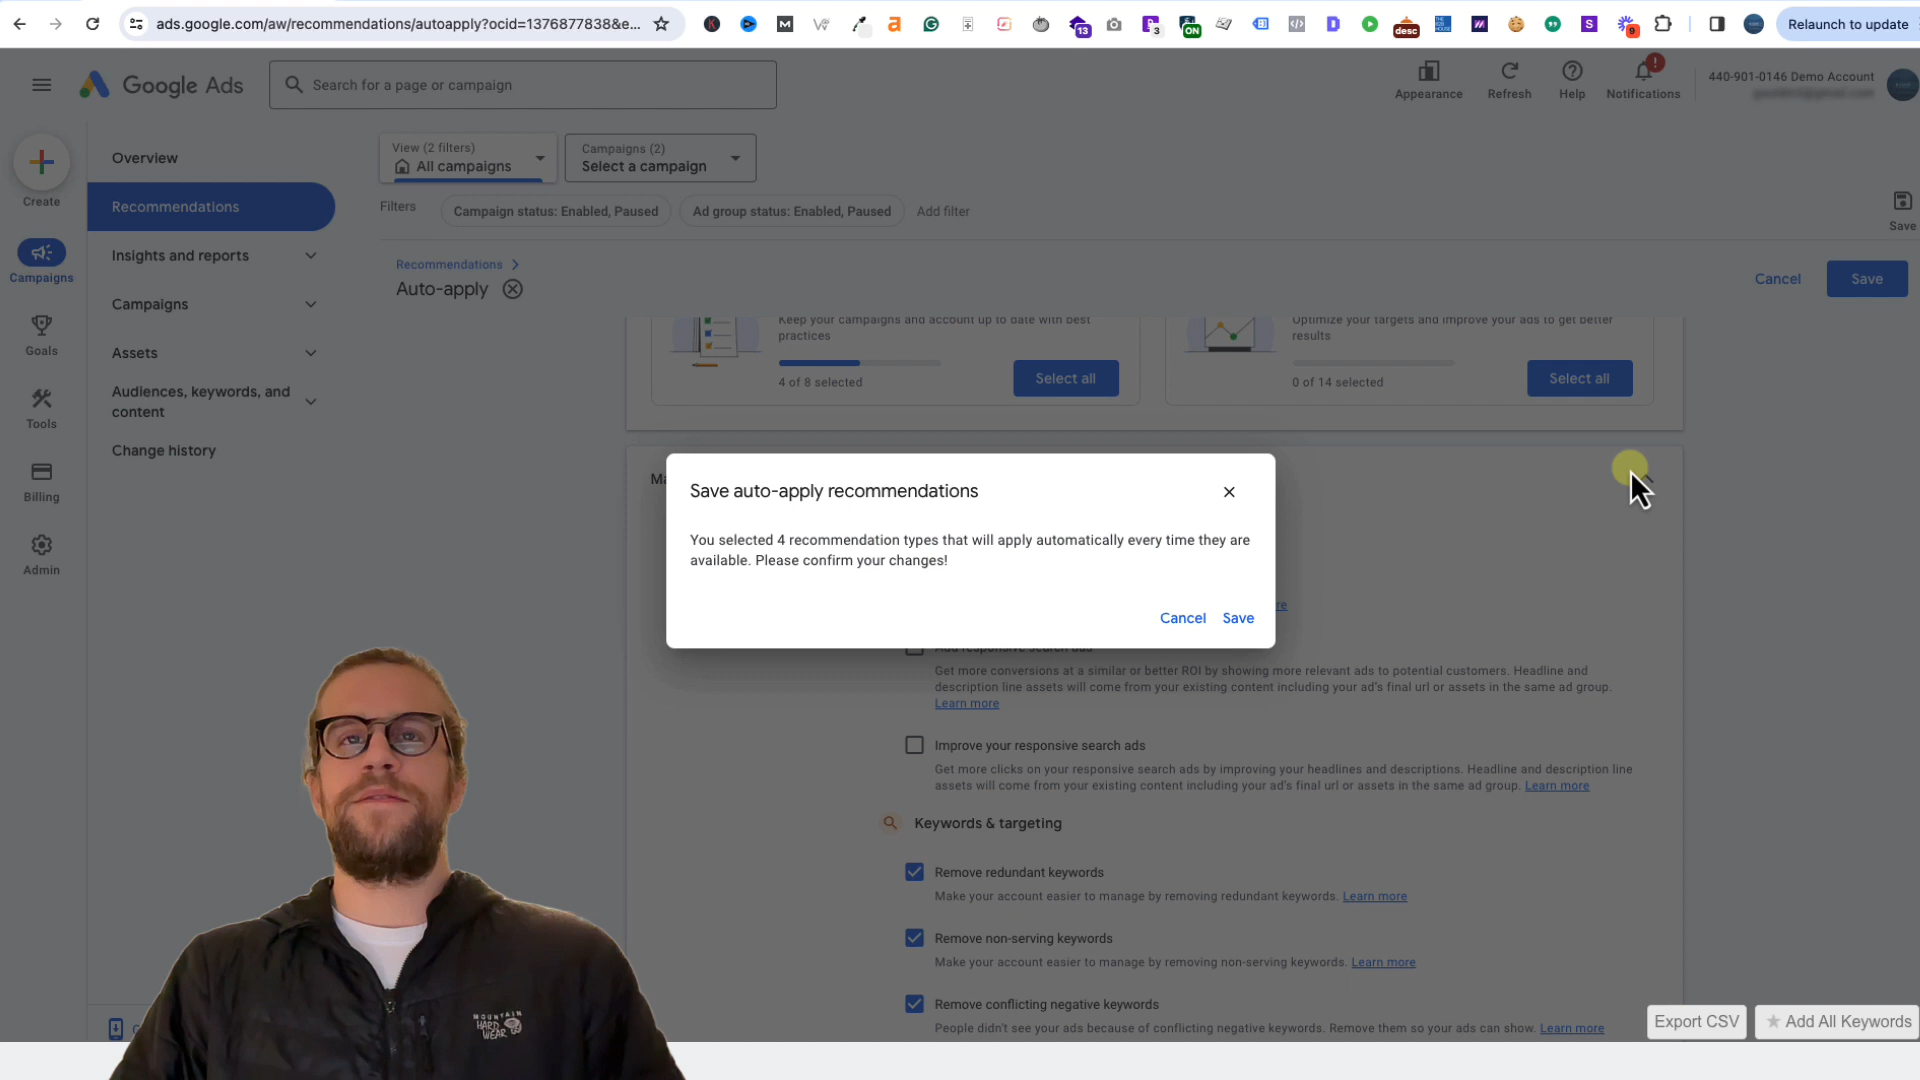 ads.google.com/aw/recommendations/autoapply?ocid=1376877838&e...
13
3
ON
desc
9
Relaunch to update
Google Ads
Search for a page or campaign
Appearance
Refresh
Help
Notifications
440-901-0146 Demo Account
Create
Campaigns
Goals
Tools
Billing
Admin
Overview
Recommendations
Insights and reports
Campaigns
Assets
Audiences, keywords, and
content
Change history
View (2 filters)
All campaigns
Campaigns (2)
Select a campaign
Filters
Campaign status: Enabled, Paused
Ad group status: Enabled, Paused
Add filter
Save
Recommendations
Auto-apply
Cancel
Save
Keep your campaigns and account up to date with best
practices
4 of 8 selected
Select all
Optimize your targets and improve your ads to get better
results
0 of 14 selected
Select all
Save auto-apply recommendations
You selected 4 recommendation types that will apply automatically every time they are
available. Please confirm your changes!
Cancel
Save
Add responsive search ads
Get more conversions at a similar or better ROI by showing more relevant ads to potential customers. Headline and
description line assets will come from your existing content including your ad's final url or assets in the same ad group.
Learn more
Improve your responsive search ads
Get more clicks on your responsive search ads by improving your headlines and descriptions. Headline and description line
assets will come from your existing content including your ad's final url or assets in the same ad group. Learn more
Keywords & targeting
Remove redundant keywords
Make your account easier to manage by removing redundant keywords. Learn more
Remove non-serving keywords
Make your account easier to manage by removing non-serving keywords. Learn more
Remove conflicting negative keywords
People didn't see your ads because of conflicting negative keywords. Remove them so your ads can show. Learn more
Export CSV
Add All Keywords
MOUNTAIN
HARD
WEAR